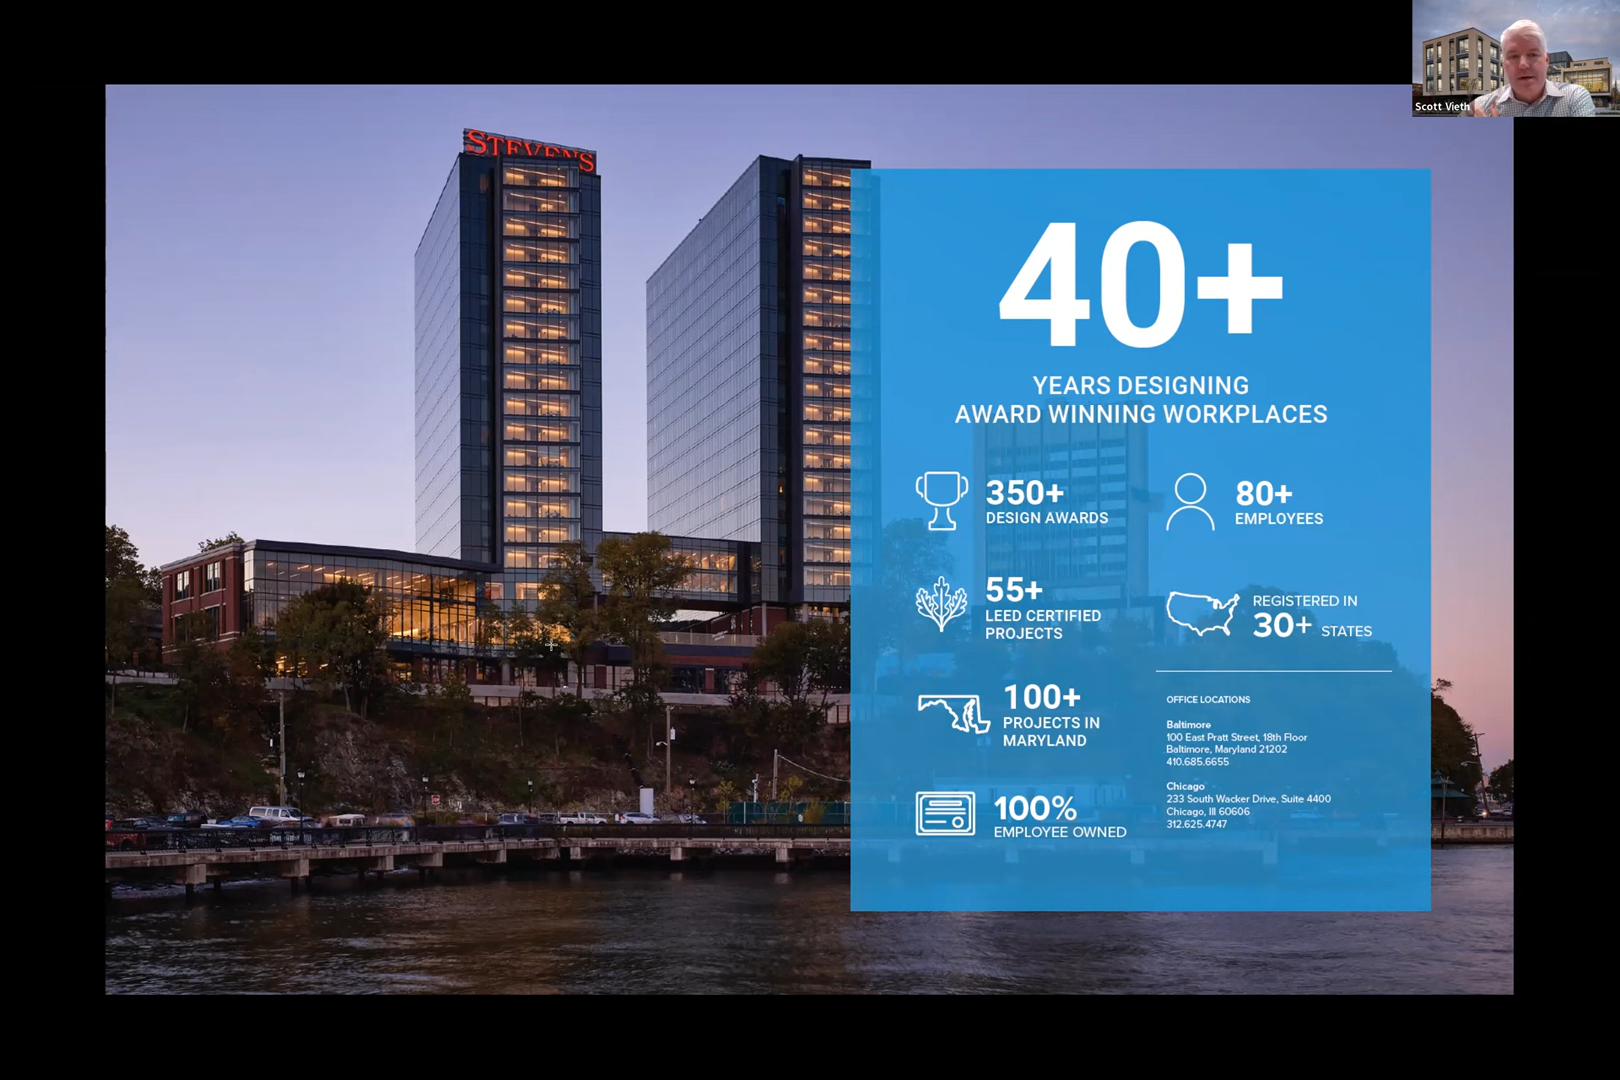 Scott Vieth
STEVENS
40+
YEARS DESIGNING
AWARD WINNING WORKPLACES
350+
DESIGN AWARDS
80+
EMPLOYEES
55+
LEED CERTIFIED
PROJECTS
REGISTERED IN
30+ STATES
100+
PROJECTS IN
MARYLAND
100%
EMPLOYEE OWNED
OFFICE LOCATIONS
Baltimore
100 East Pratt Street, 18th Floor
Baltimore, Maryland 21202
410.685.6655
Chicago
233 South Wacker Drive, Suite 4400
Chicago, Ill 60606
312.625.4747